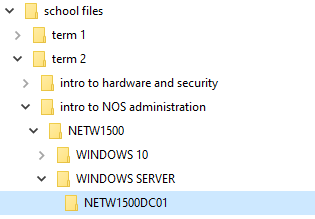 school files
term 1
term 2
intro to hardware and security
intro to NOS administration
NETW1500
WINDOWS 10
WINDOWS SERVER
NETW1500DC01